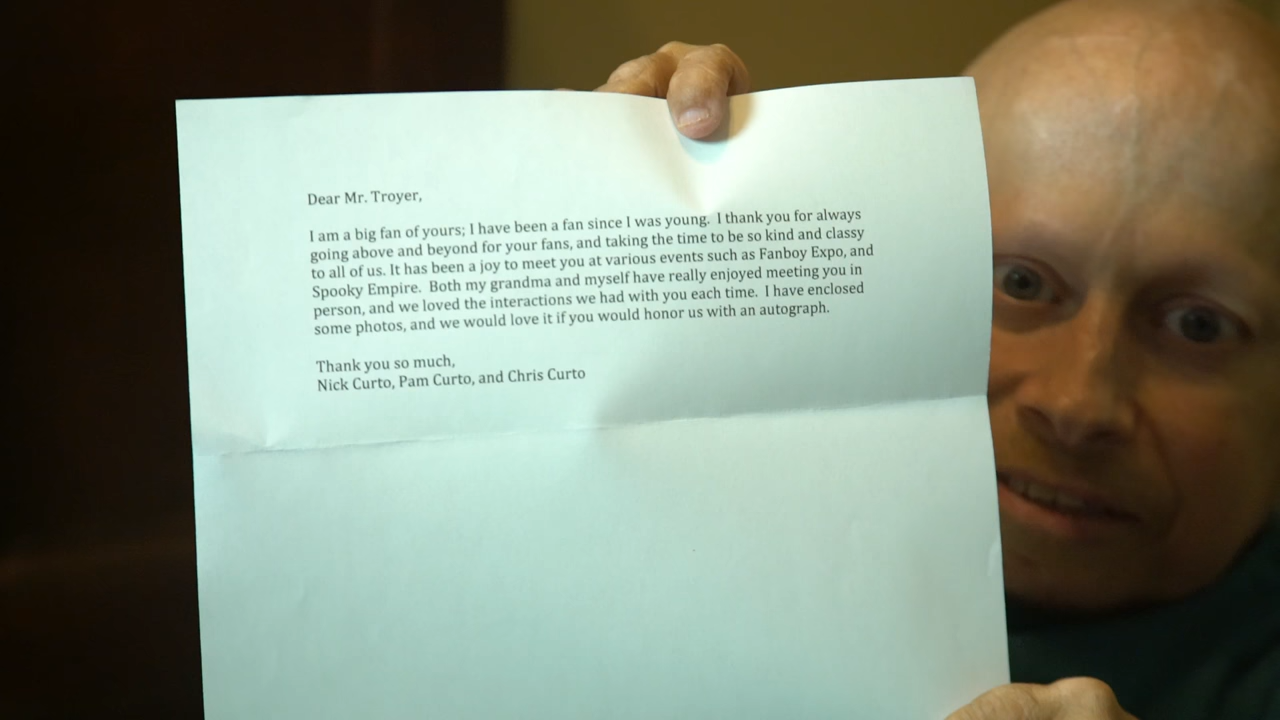 Dear Mr. Troyer,
I am a big fan of yours; I have been a fan since I was young. I thank you for always
going above and beyond for your fans, and taking the time to be so kind and classy
to all of us. It has been a joy to meet you at various events such as Fanboy Expo, and
Spooky Empire. Both my grandma and myself have really enjoyed meeting you in
person, and we loved the interactions we had with you each time. I have enclosed
some photos, and we would love it if you would honor us with an autograph.
Thank you so much,
Nick Curto, Pam Curto, and Chris Curto